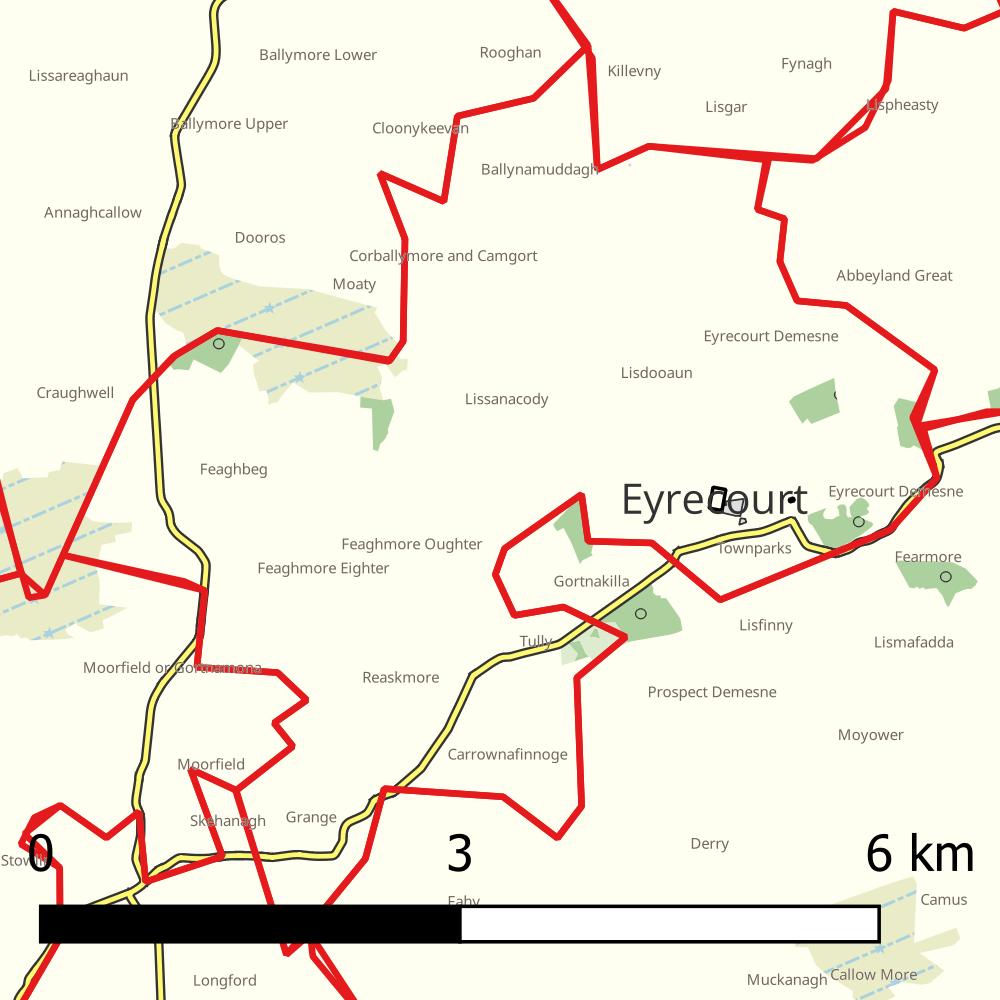 Rooghan
Ballymore Lower
Fynagh
Killevny
Lissareaghaun
Lispheasty
Lisgar
Ballymore Upper
Cloonykeevan
Ballynamuddagh
Annaghcallow
Dooros
Corballymore and Camgort
Abbeyland Great
Moaty
Eyrecourt Demesne
Lisdooaun
Craughwell
Lissanacody
Feaghbeg
Eyrecourt Demesne
Eyrecourt
Feaghmore Oughter
Townparks
Fearmore
Feaghmore Eighter
Gortnakilla
Lisfinny
Tully
Lismafadda
Moorfield or Gortnamona
Reaskmore
Prospect Demesne
Moyower
Carrownafinnoge
Moorfield
Grange
Skehanagh
Derry
0 3 6 km
Camus
Fahy
Callow More
Longford
Muckanagh